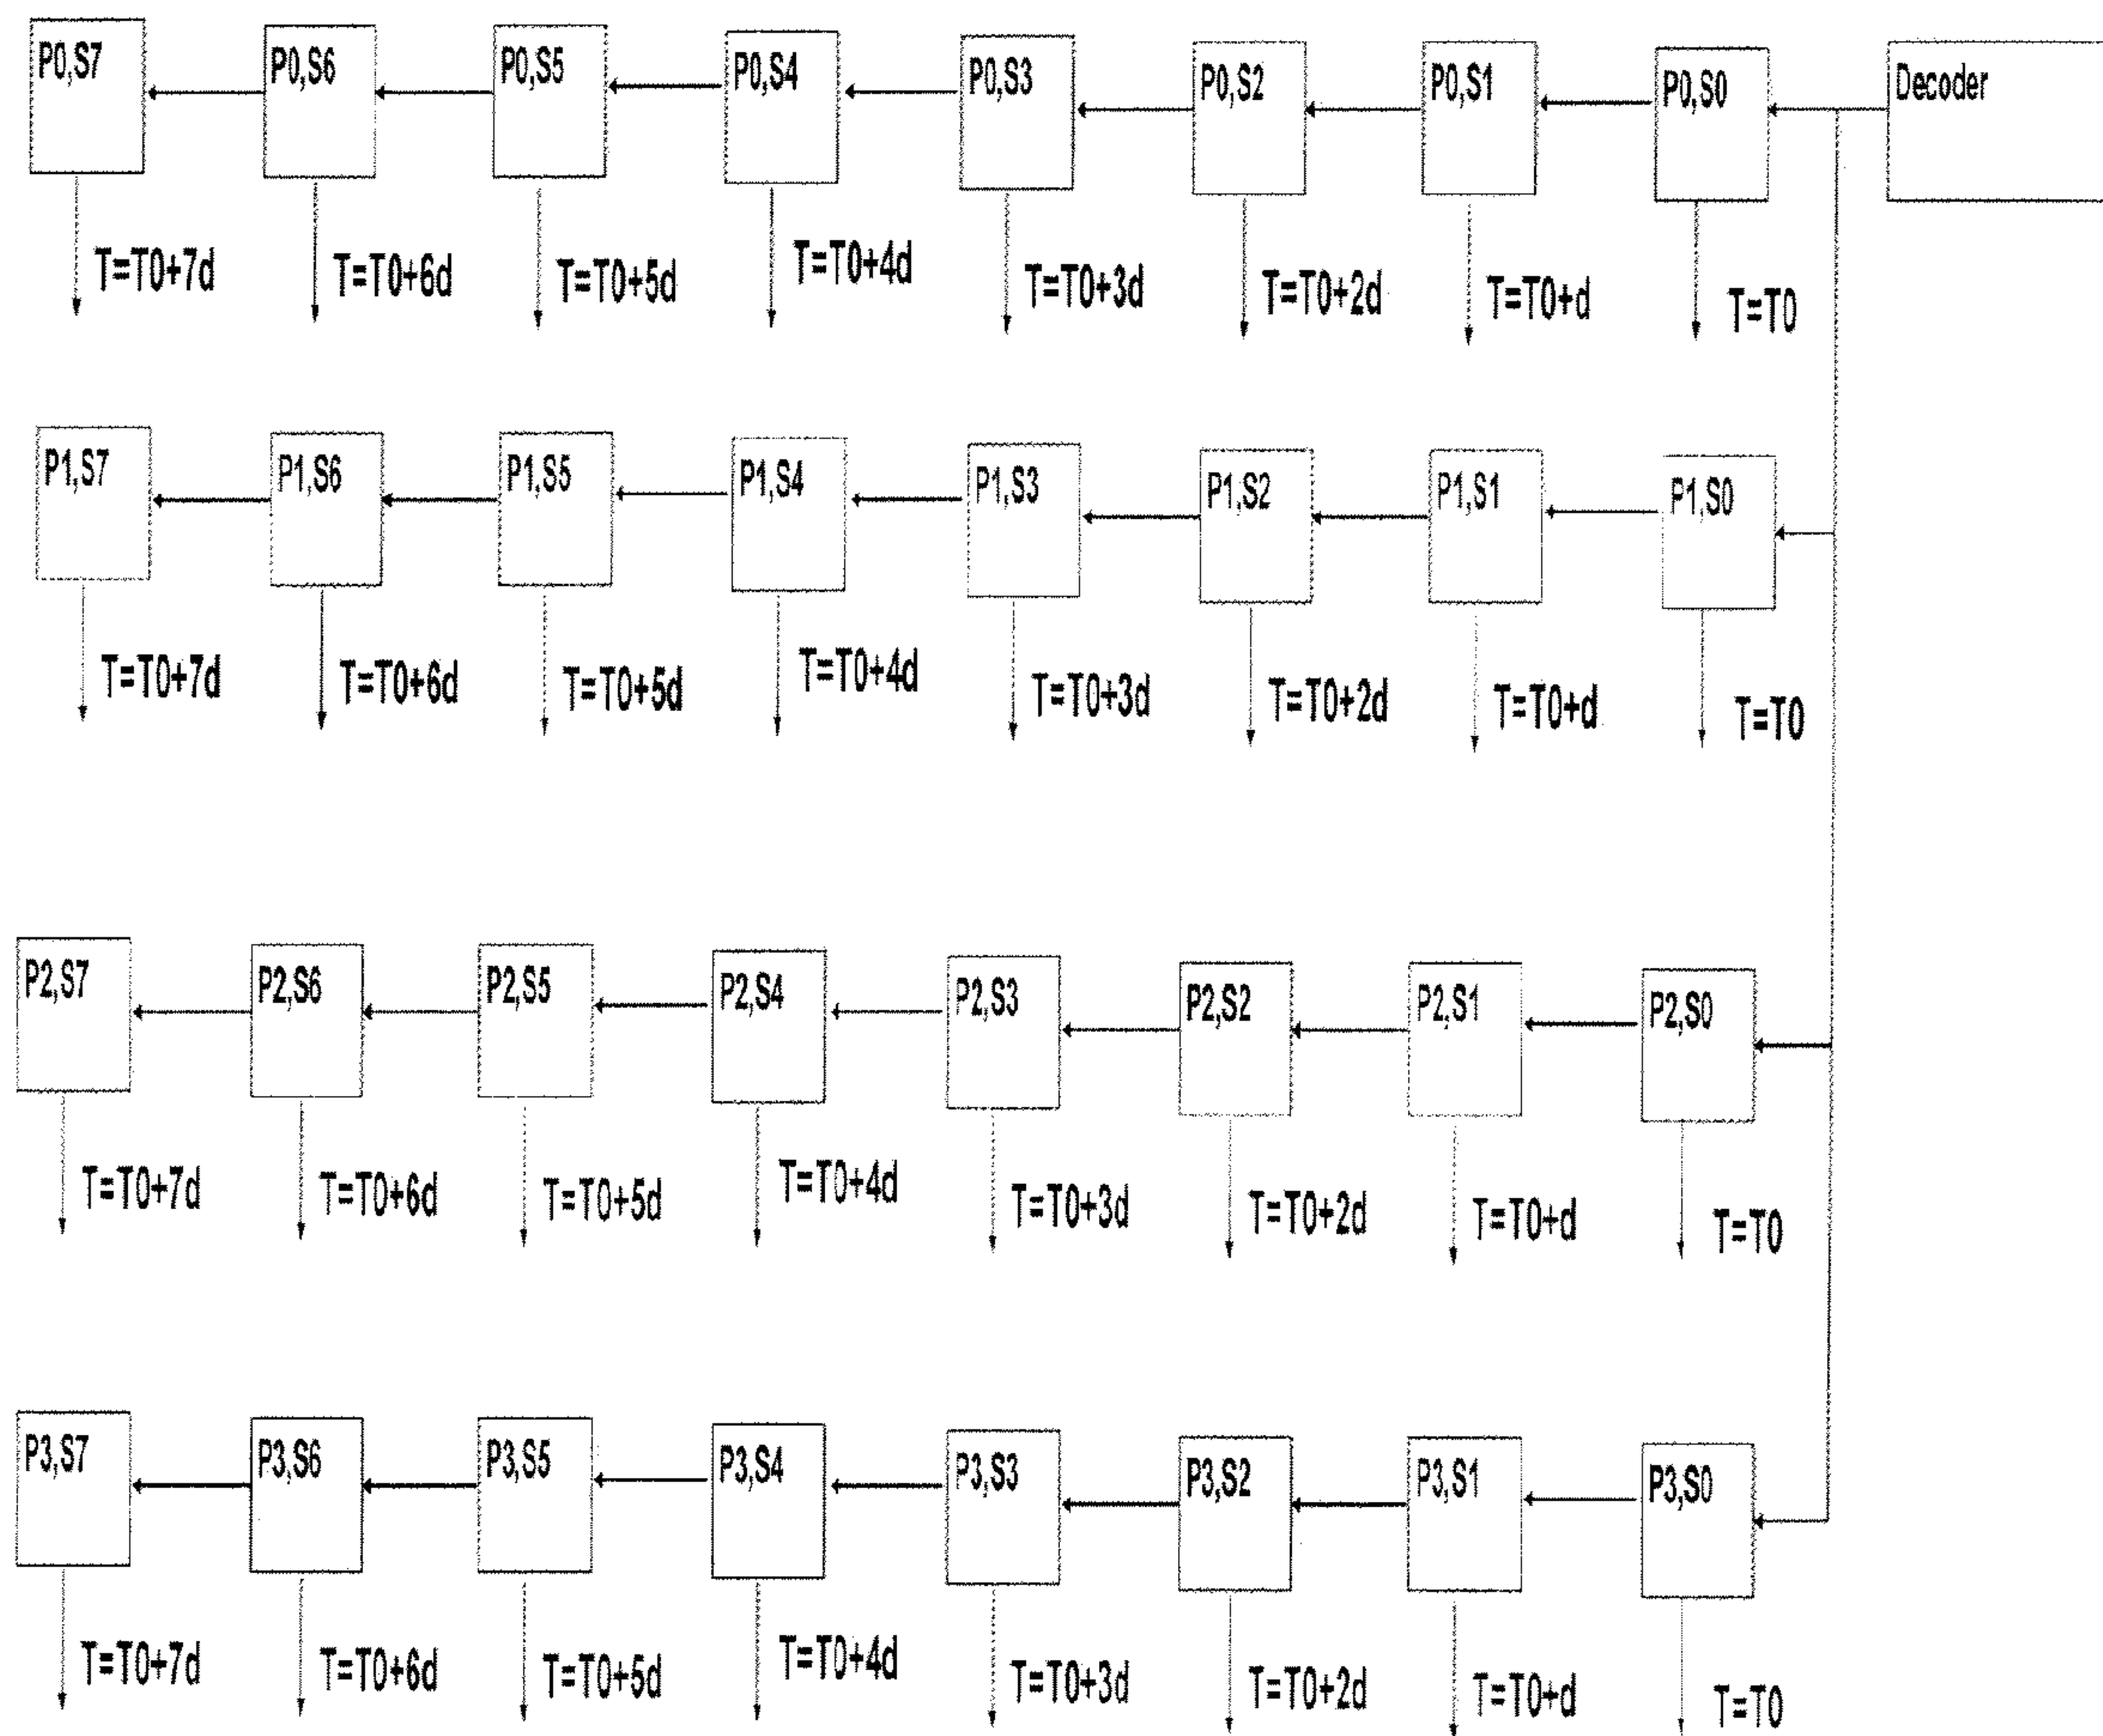 P0,S7 P0,S6 P0,S5 P0,S4 P0,S3 P0,S2 P0,S1 P0,S0 Decoder
T=T0+7d T=T0+6d T=T0+5d T=T0+4d T=T0+3d T=T0+2d T=T0+d T=T0
P1,S7 P1,S6 P1,S5 P1,S4 P1,S3 P1,S2 P1,S1 P1,S0
T=T0+7d T=T0+6d T=T0+5d T=T0+4d T=T0+3d T=T0+2d T=T0+d T=T0
P2,S7 P2,S6 P2,S5 P2,S4 P2,S3 P2,S2 P2,S1 P2,S0
T=T0+7d T=T0+6d T=T0+5d T=T0+4d T=T0+3d T=T0+2d T=T0+d T=T0
P3,S7 P3,S6 P3,S5 P3,S4 P3,S3 P3,S2 P3,S1 P3,S0
T=T0+7d T=T0+6d T=T0+5d T=T0+4d T=T0+3d T=T0+2d T=T0+d T=T0